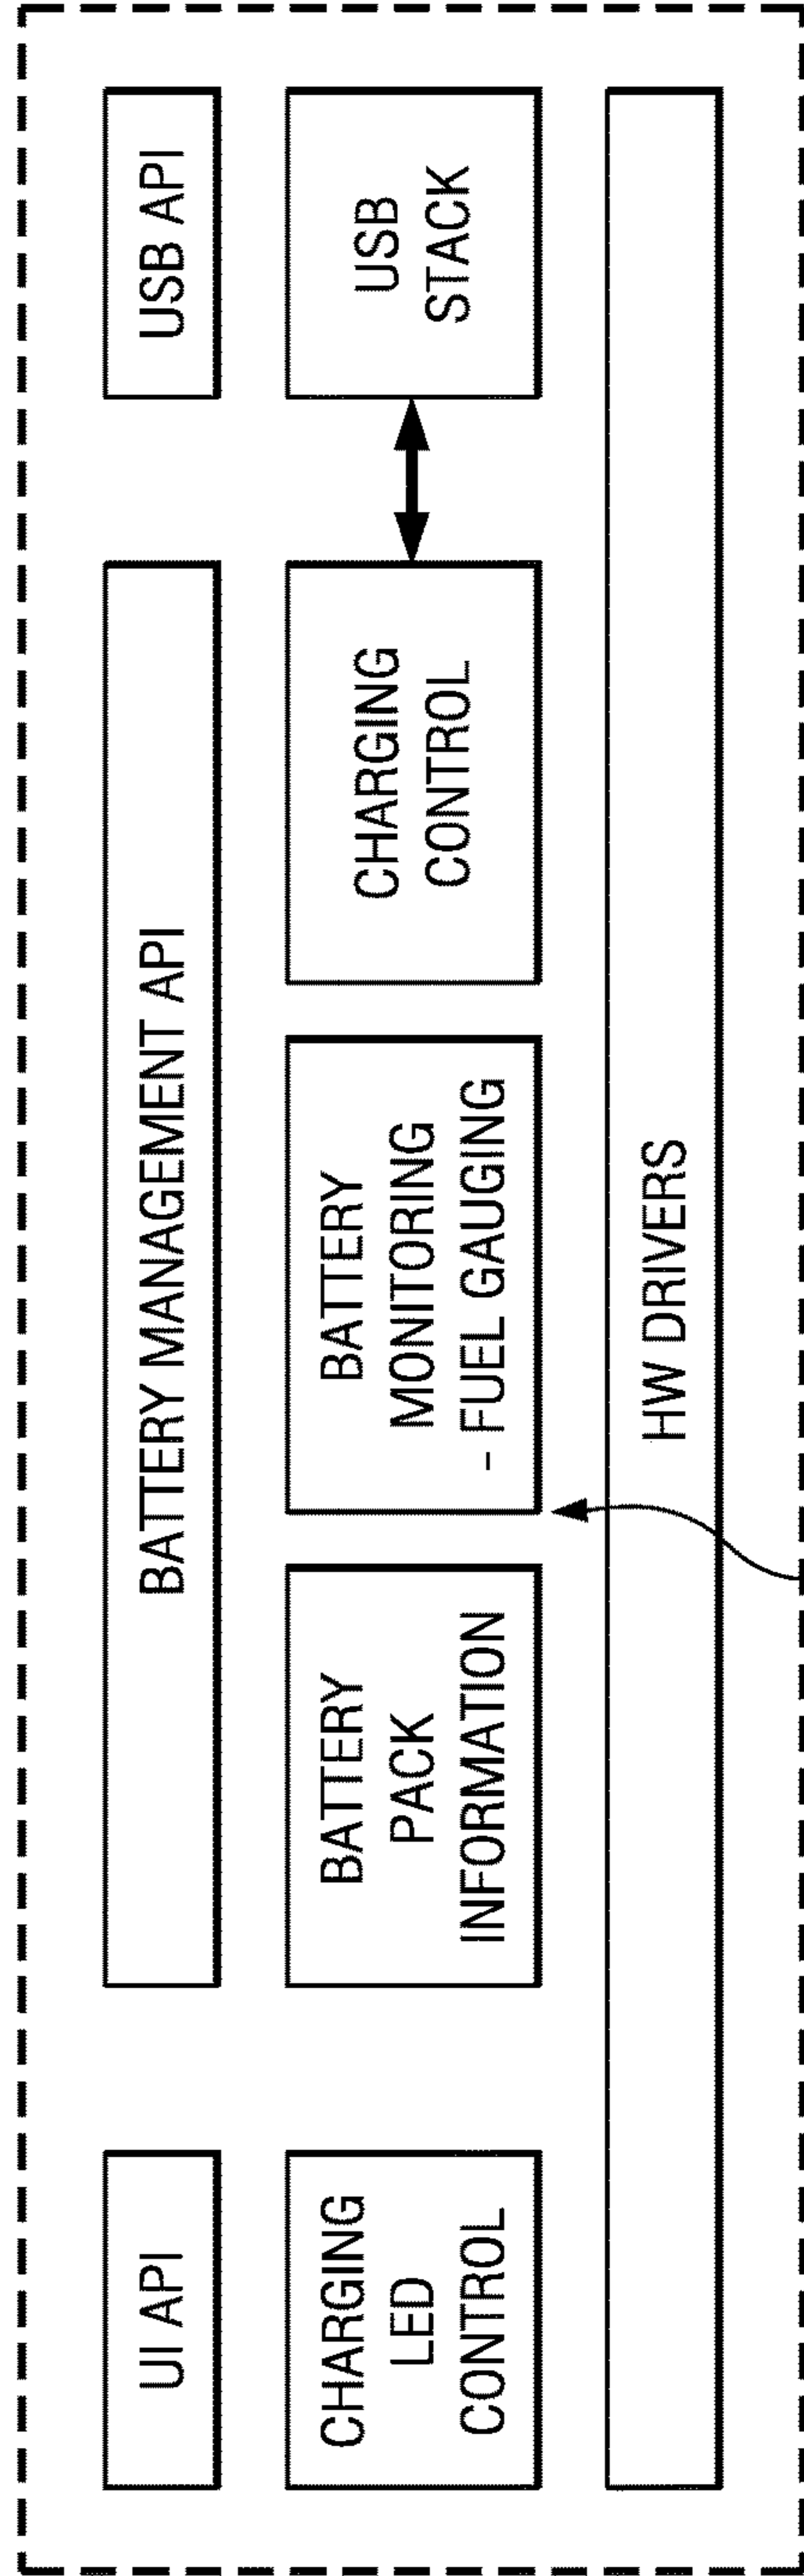 UI API
BATTERY MANAGEMENT API
USB API
CHARGING
LED
CONTROL
BATTERY
PACK
INFORMATION
BATTERY
MONITORING
- FUEL GAUGING
CHARGING
CONTROL
USB
STACK
HW DRIVERS